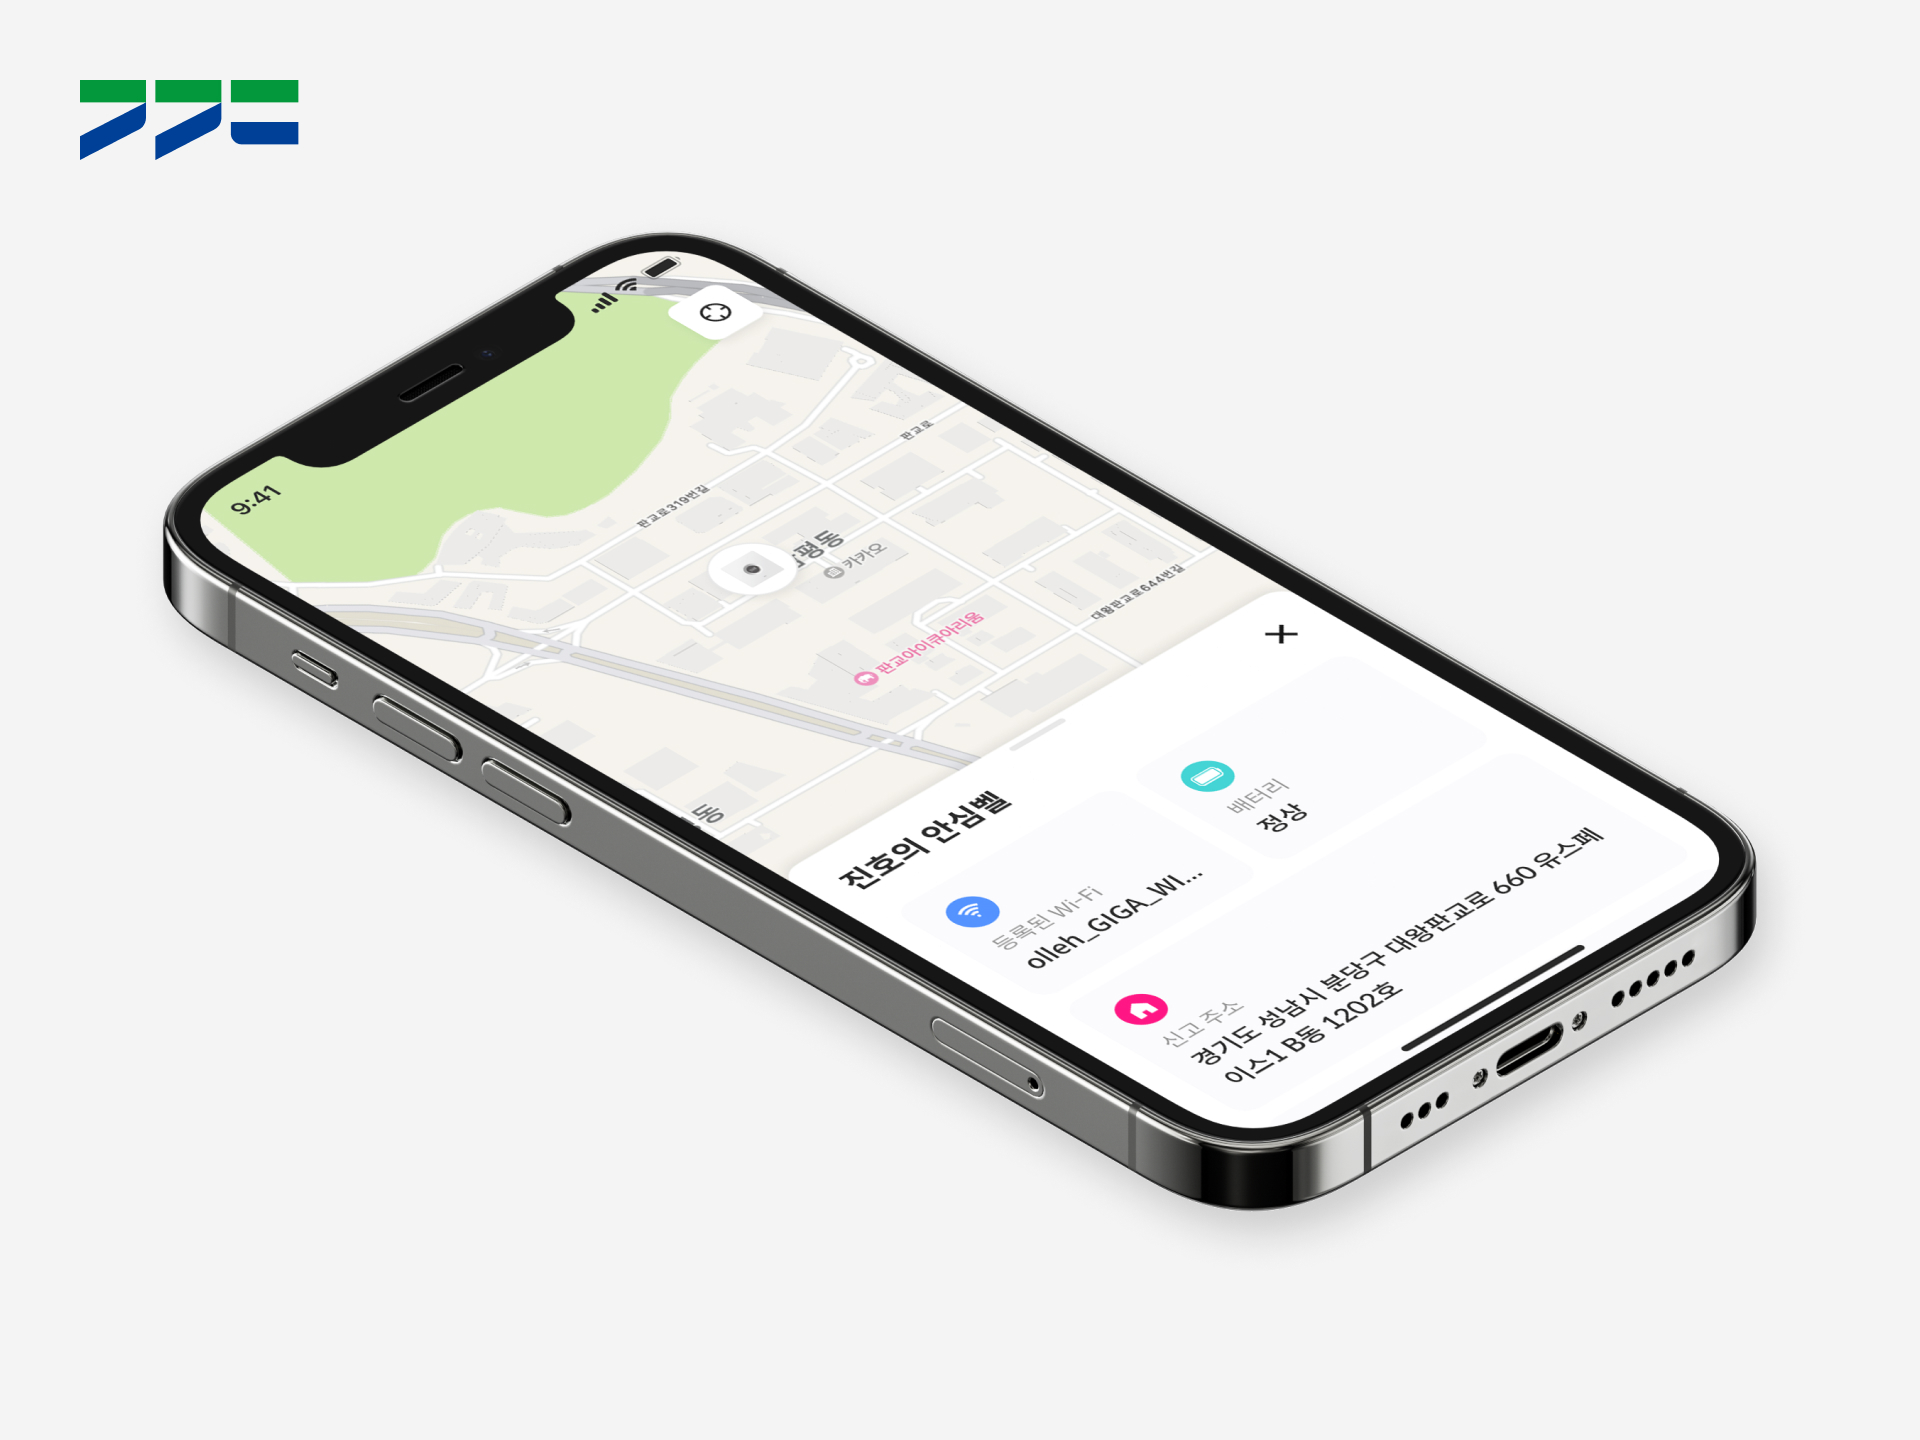 9:41
판교로
판교로319번길
평동
카카오
대왕판교로644번길
판교아이큐아리움
동
진호의 안심벨
등록된 Wi-Fi
olleh_GIGA_WI...
배터리
정상
신고 주소
경기도 성남시 분당구 대왕판교로 660 유스페
이스1 B동 1202호